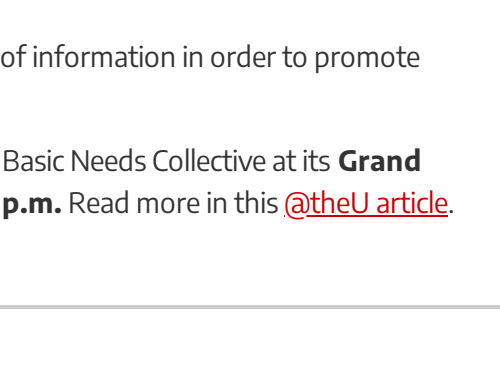 of information in order to promote
Basic Needs Collective at its Grand
p.m. Read more in this @theU article.